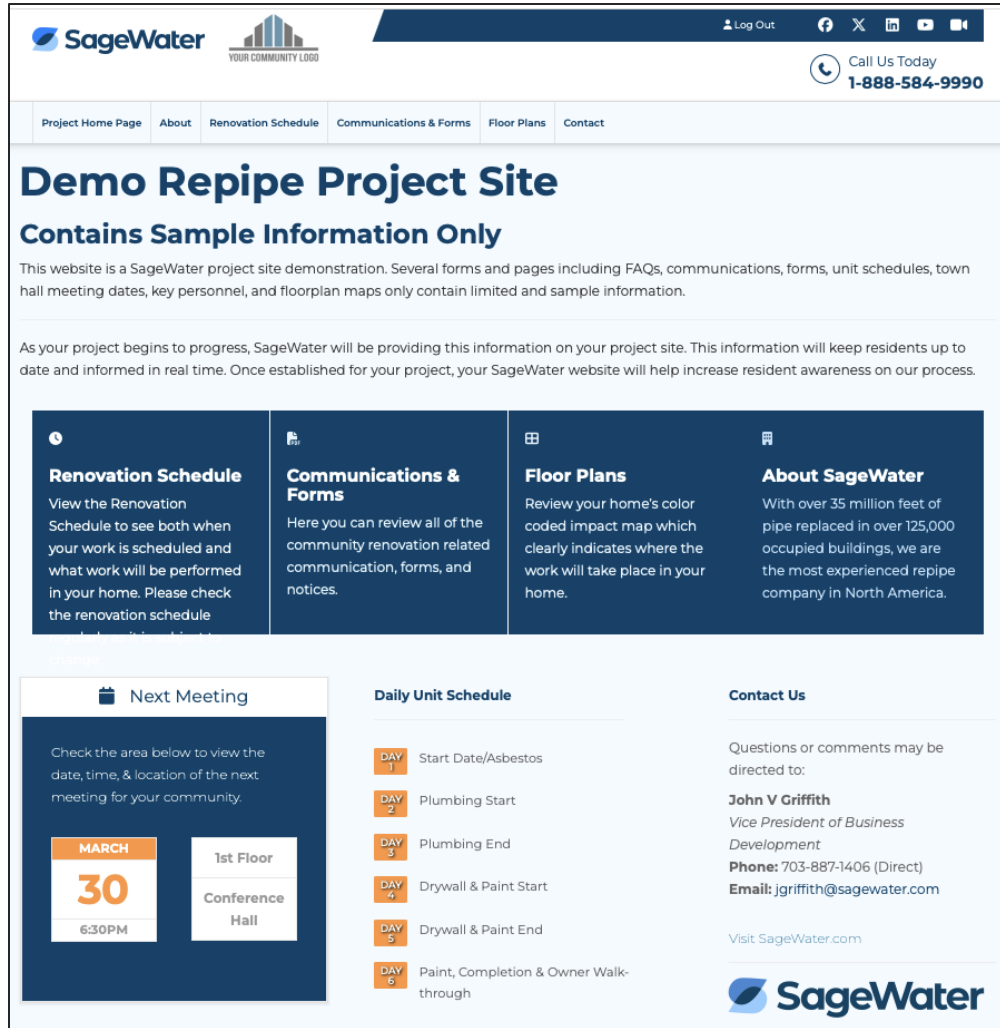 SageWater
YOUR COMMUNITY LOGO
Log Out
Call Us Today
1-888-584-9990
Project Home Page
About
Renovation Schedule
Communications & Forms
Floor Plans
Contact
Demo Repipe Project Site
Contains Sample Information Only
This website is a SageWater project site demonstration. Several forms and pages including FAQs, communications, forms, unit schedules, town
hall meeting dates, key personnel, and floorplan maps only contain limited and sample information.
As your project begins to progress, SageWater will be providing this information on your project site. This information will keep residents up to
date and informed in real time. Once established for your project, your SageWater website will help increase resident awareness on our process.
Renovation Schedule
View the Renovation
Schedule to see both when
your work is scheduled and
what work will be performed
in your home. Please check
the renovation schedule
change.
Communications &
Forms
Here you can review all of the
community renovation related
communication, forms, and
notices.
Floor Plans
Review your home's color
coded impact map which
clearly indicates where the
work will take place in your
home.
About SageWater
With over 35 million feet of
pipe replaced in over 125,000
occupied buildings, we are
the most experienced repipe
company in North America.
Next Meeting
Check the area below to view the
date, time, & location of the next
meeting for your community.
MARCH
30
6:30PM
1st Floor
Conference
Hall
Daily Unit Schedule
DAY
1
Start Date/Asbestos
DAY
2
Plumbing Start
DAY
3
Plumbing End
DAY
4
Drywall & Paint Start
DAY
5
Drywall & Paint End
DAY
6
Paint, Completion & Owner Walk-
through
Contact Us
Questions or comments may be
directed to:
John V Griffith
Vice President of Business
Development
Phone: 703-887-1406 (Direct)
Email: jgriffith@sagewater.com
Visit SageWater.com
SageWater